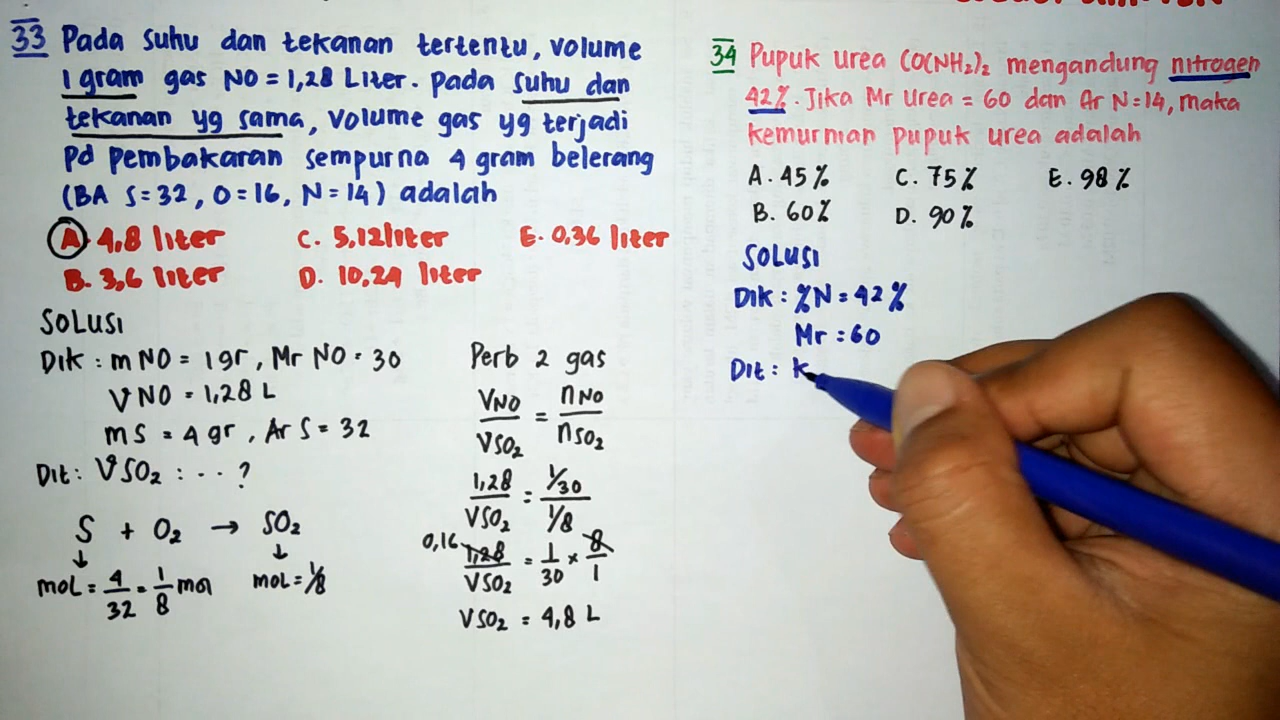 33 Pada suhu dan tekanan tertentu, volume
1 gram gas NO = 1,28 Liter. Pada suhu dan
tekanan yg sama, volume gas yg terjadi
pd pembakaran sempurna 4 gram belerang
(BA S=32, O=16, N=14) adalah
A. 4,8 liter C. 5,12 liter E. 0,36 liter
B. 3,6 liter D. 10,24 liter
SOLUSI
Dik : m NO = 1 gr, Mr NO = 30
V NO = 1,28 L
m S = 4 gr, Ar S = 32
Dit : V SO₂ : ... ?
S + O₂ → SO₂
↓ ↓
mol = 4/32 = 1/8 mol mol = 1/8
Perb 2 gas
VNO/VSO₂ = nNO/nSO₂
1,28/VSO₂ = 1/30/1/8
0,16 1,28/VSO₂ = 1/30 × 8/1
VSO₂ = 4,8 L
34 Pupuk urea CO(NH₂)₂ mengandung nitrogen
42%. Jika Mr Urea = 60 dan Ar N=14, maka
kemurnian pupuk urea adalah
A. 45% C. 75% E. 98%
B. 60% D. 90%
SOLUSI
Dik : %N = 42%
Mr = 60
Dit : k